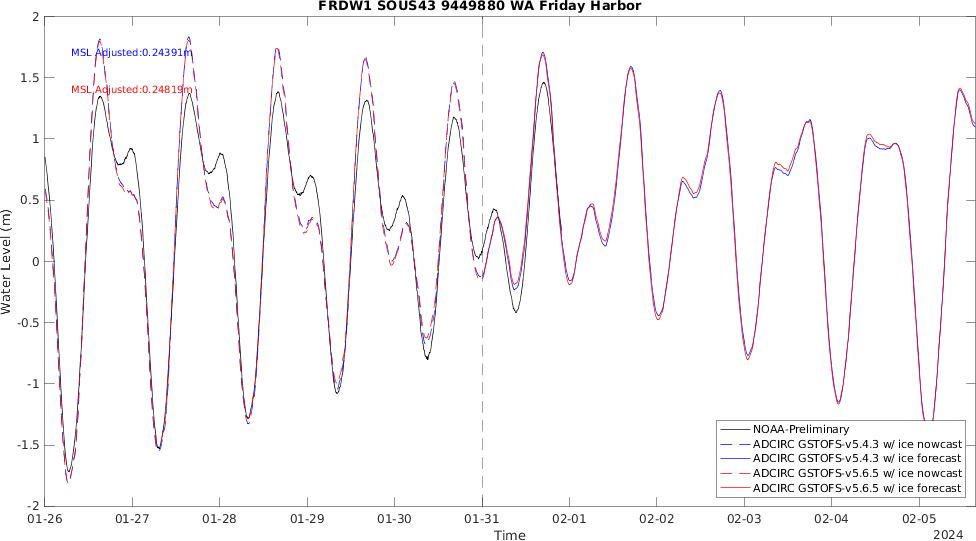 FRDW1 SOUS43 9449880 WA Friday Harbor
MSL Adjusted:0.24391m
MSL Adjusted:0.24819m
Water Level (m)
2
1.5
1
0.5
0
-0.5
-1
-1.5
-2
NOAA-Preliminary
ADCIRC GSTOFS-v5.4.3 w/ ice nowcast
ADCIRC GSTOFS-v5.4.3 w/ ice forecast
ADCIRC GSTOFS-v5.6.5 w/ ice nowcast
ADCIRC GSTOFS-v5.6.5 w/ ice forecast
01-26 01-27 01-28 01-29 01-30 01-31 02-01 02-02 02-03 02-04 02-05
Time
2024